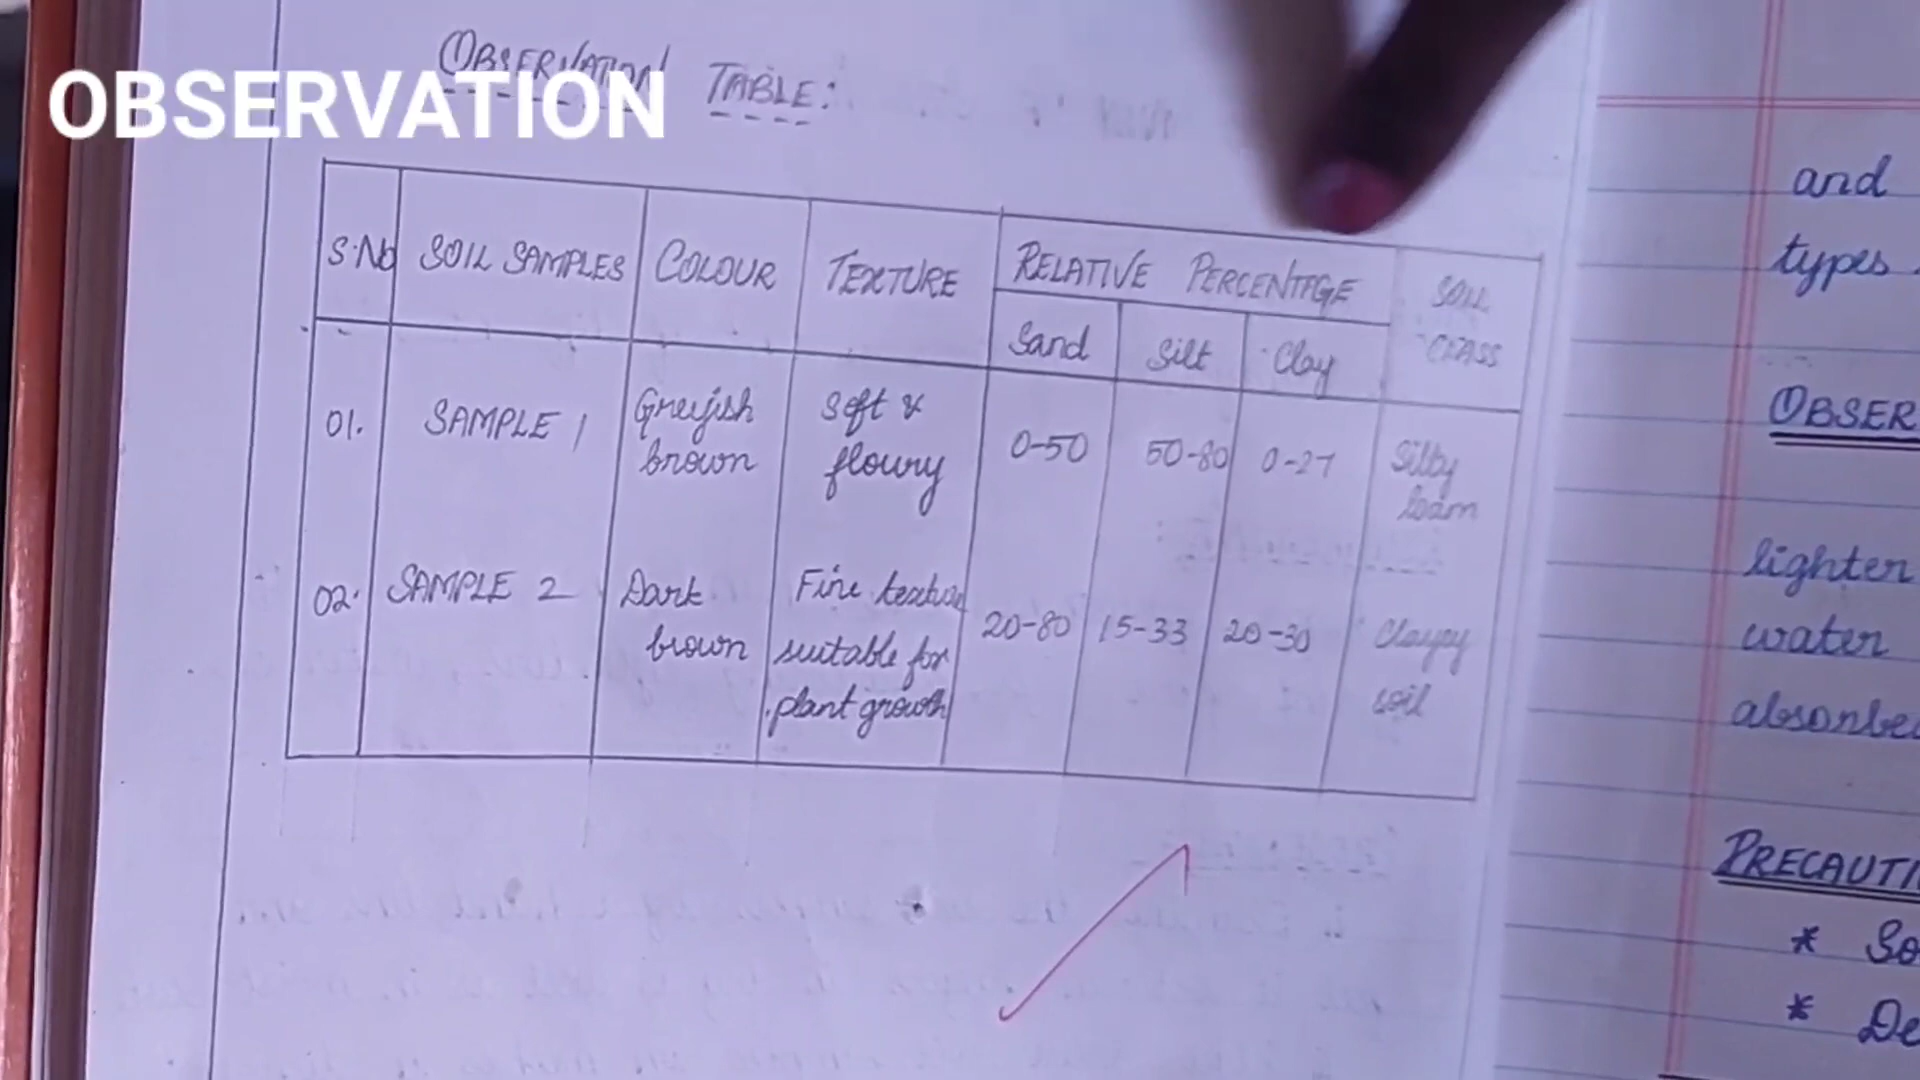 OBSERVATION TABLE:
OBSERVATION
S.No SOIL SAMPLES COLOUR TEXTURE RELATIVE PERCENTAGE SOIL CLASS
Sand Silt Clay
01. SAMPLE 1 Greyish brown Soft & floury 0-50 50-80 0-27 Silty loam
02. SAMPLE 2 Dark brown Fine texture suitable for plant growth 20-80 15-33 20-30 Clayey soil
and
types
OBSER
lighter
water
absorbe
PRECAUTI
* So
* De